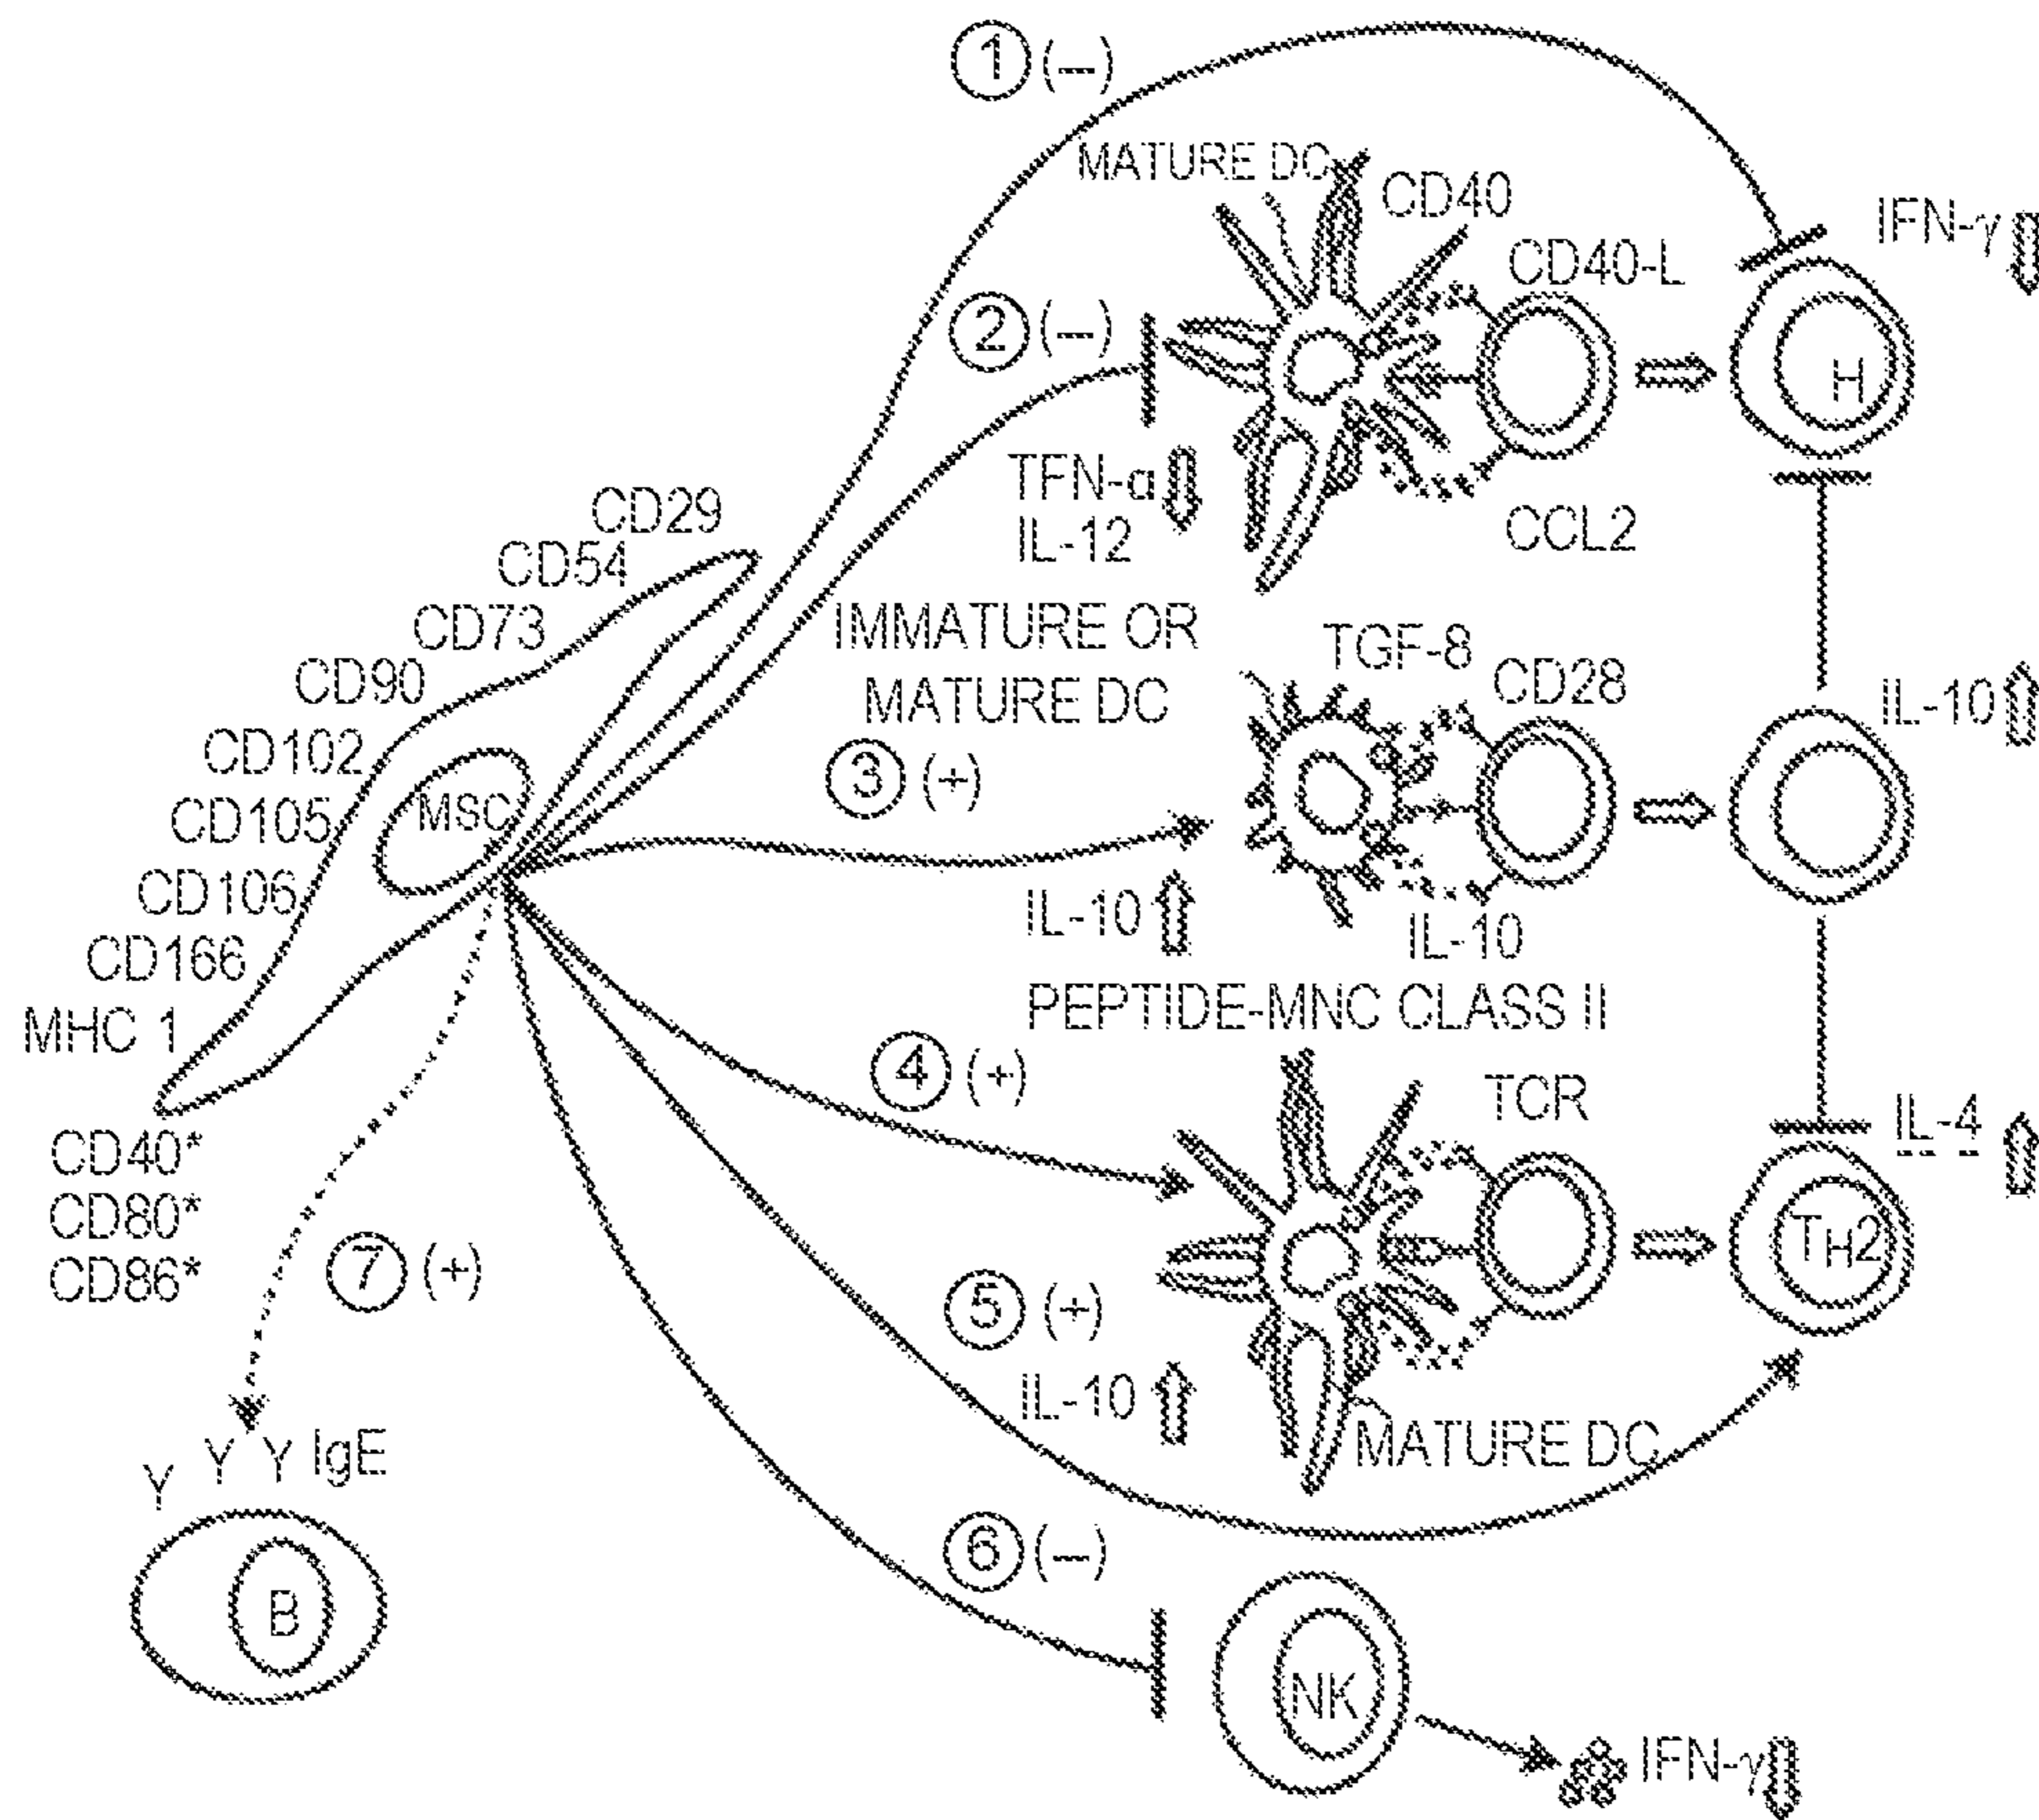 1 (–)
MATURE DC
CD40
CD40-L
IFN-γ
H
2 (–)
TFN-α
IL-12
CCL2
CD29
CD54
CD73
CD90
CD102
CD105
CD106
CD166
MHC 1
MSC
CD40*
CD80*
CD86*
IMMATURE OR
MATURE DC
3 (+)
TGF-8
CD28
IL-10
IL-10
IL-10
PEPTIDE-MNC CLASS II
4 (+)
TCR
IL-4
TH2
5 (+)
IL-10
MATURE DC
7 (+)
Y Y Y IgE
B
6 (–)
NK
IFN-γ